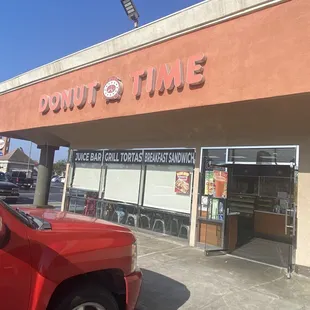 DONUT TIME
JUICE BAR GRILL TORTAS BREAKFAST SANDWICH